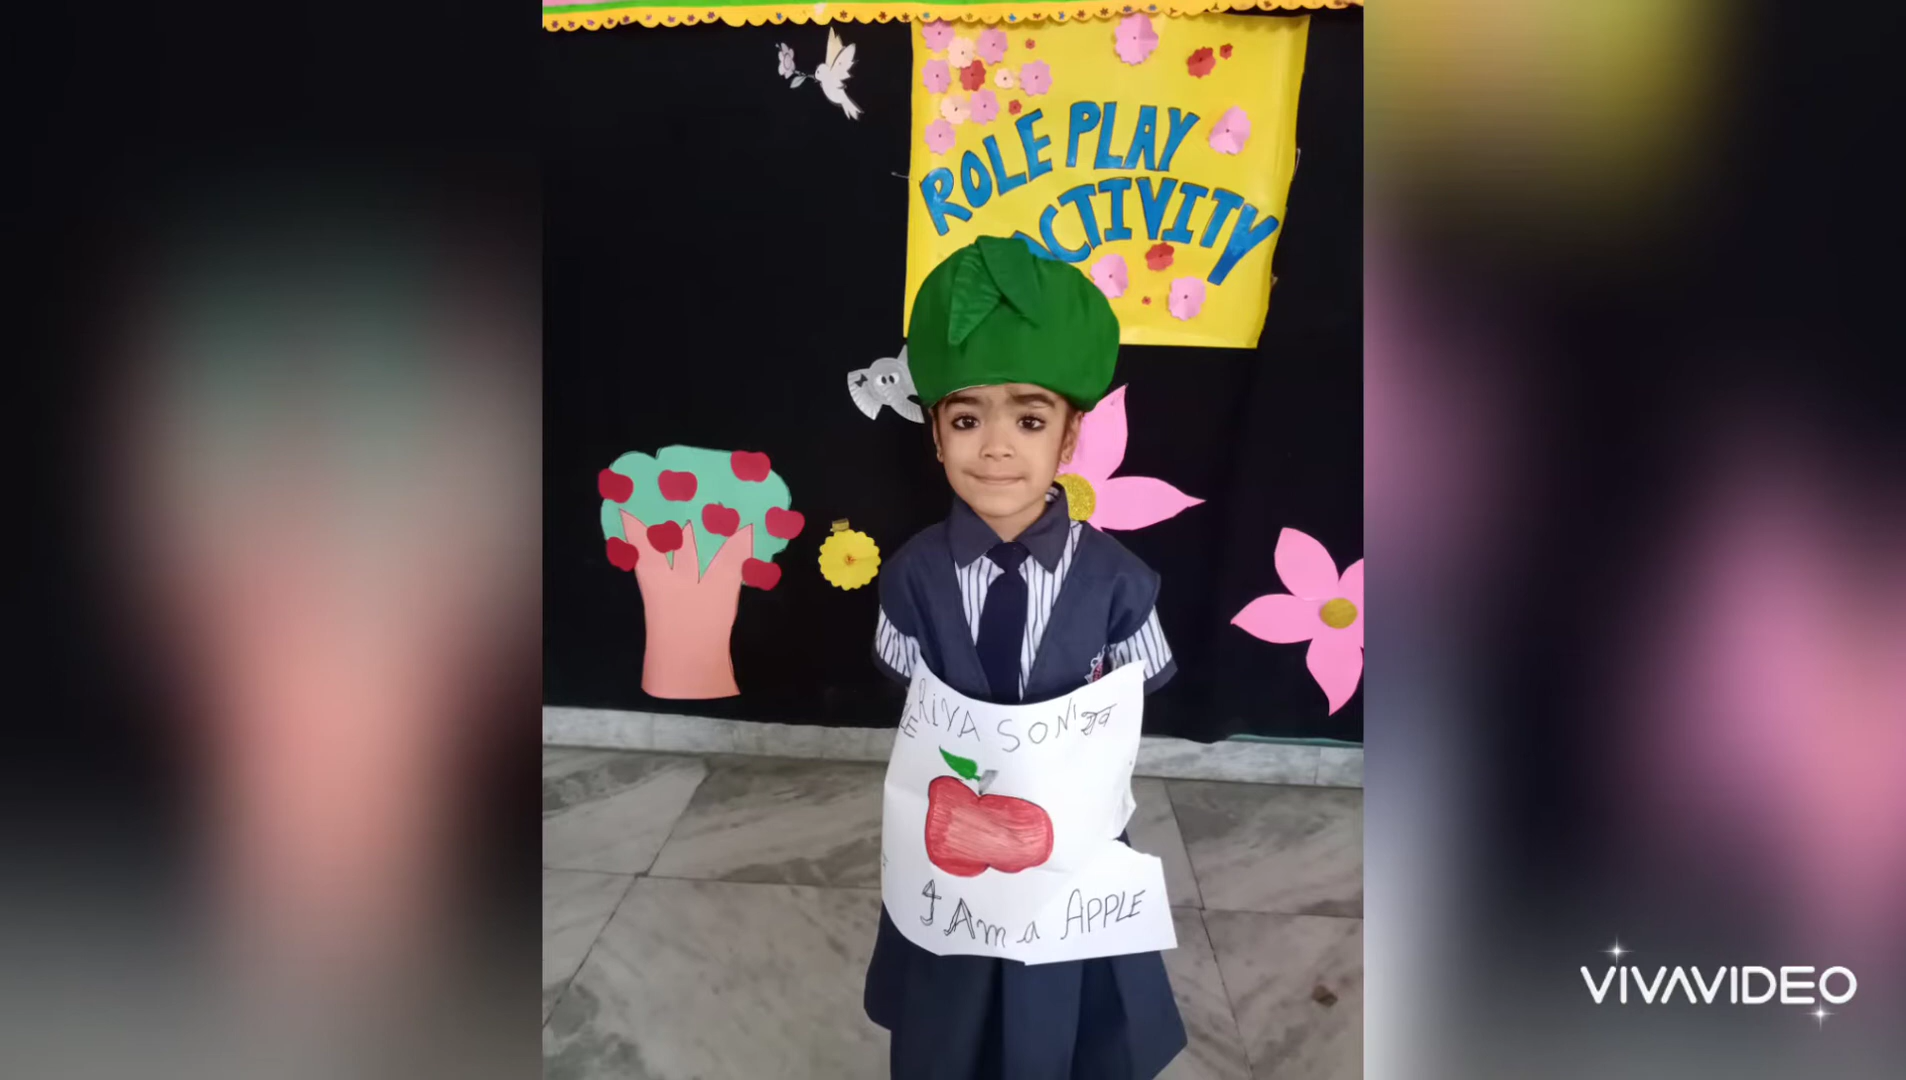 ROLE PLAY
ACTIVITY
RIYA SONI
I Am a APPLE
VIVAVIDEO